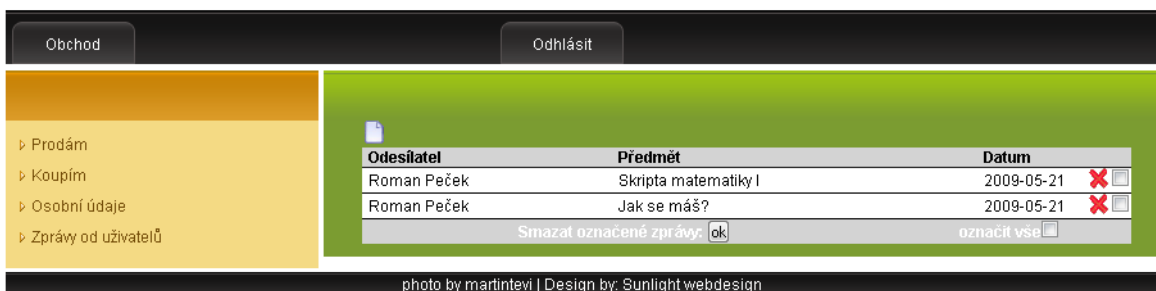 Obchod Odhlásit
Prodám
Koupím
Osobní údaje
Zprávy od uživatelů
Odesílatel Předmět Datum
Roman Peček Skripta matematiky I 2009-05-21
Roman Peček Jak se máš? 2009-05-21
Smazat označené zprávy: ok označit vše
photo by martintevi | Design by: Sunlight webdesign